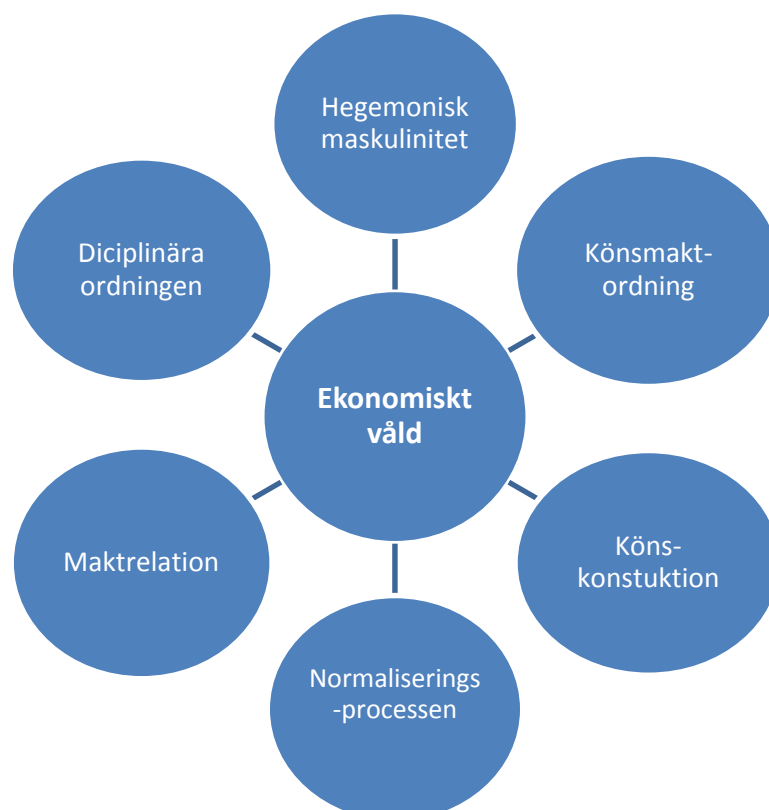 Hegemonisk
maskulinitet
Diciplinära
ordningen
Könsmakt-
ordning
Ekonomiskt
våld
Maktrelation
Köns-
konstuktion
Normaliserings
-processen